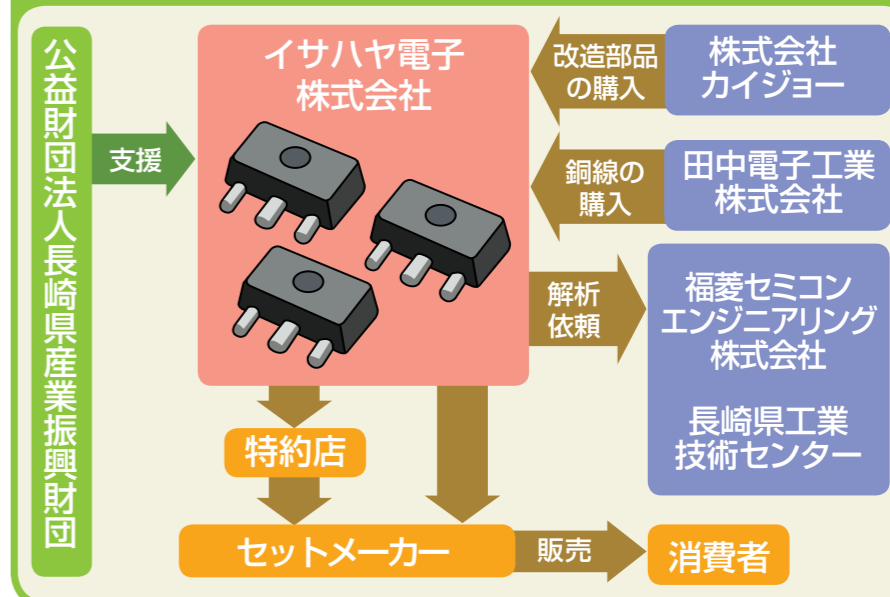 公益財団法人長崎県産業振興財団
支援
イサハヤ電子
株式会社
改造部品
の購入
株式会社
カイジョー
銅線の
購入
田中電子工業
株式会社
解析
依頼
福菱セミコン
エンジニアリング
株式会社
長崎県工業
技術センター
特約店
セットメーカー
販売
消費者